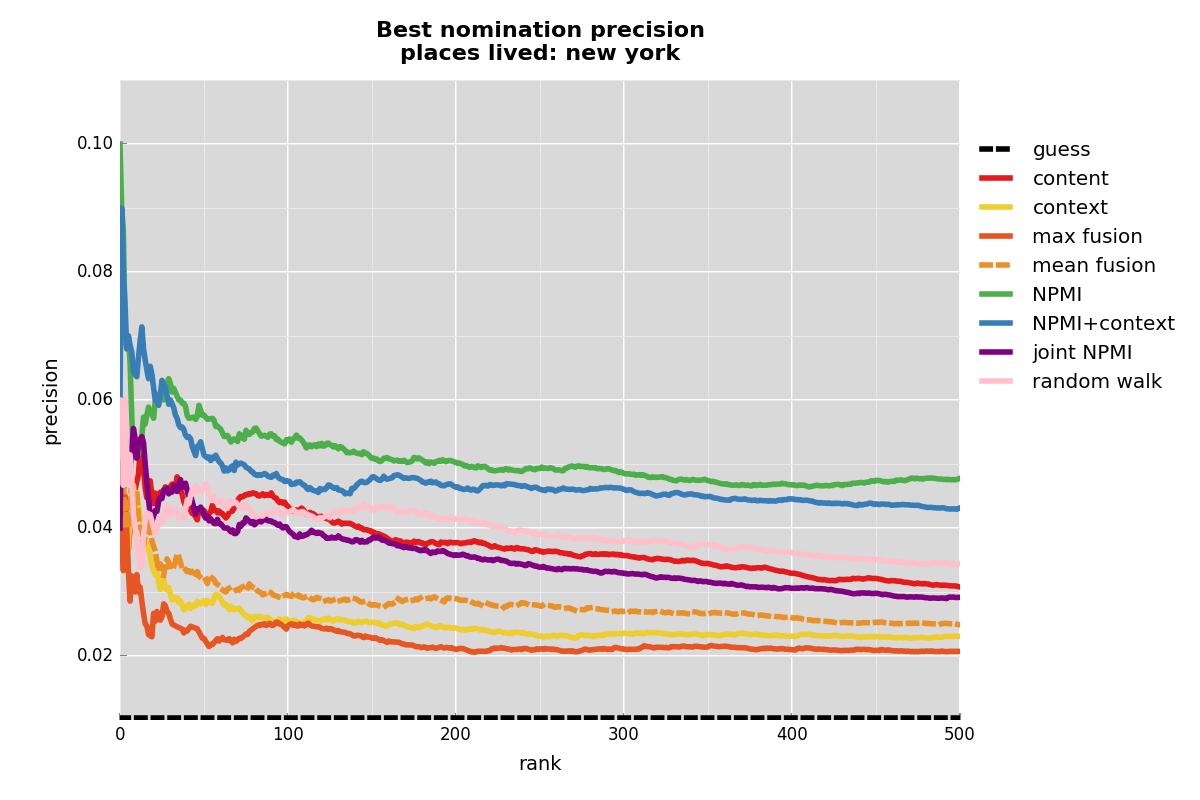 Best nomination precision
places lived: new york
precision
0.10
0.08
0.06
0.04
0.02
0 100 200 300 400 500
rank
guess
content
context
max fusion
mean fusion
NPMI
NPMI+context
joint NPMI
random walk